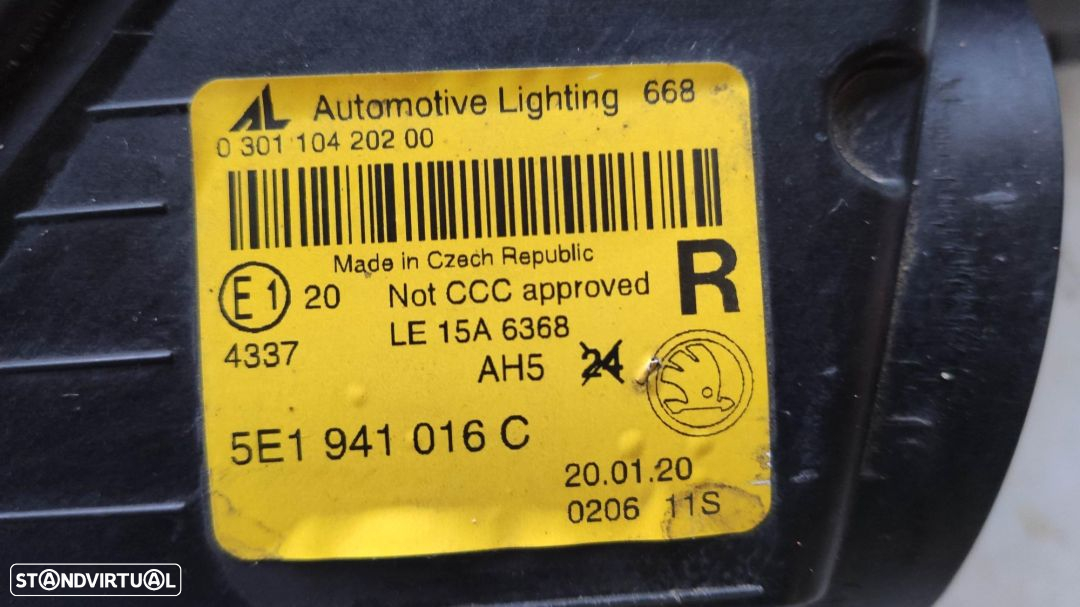 AL Automotive Lighting 668
0 301 104 202 00
Made in Czech Republic
E1 20 Not CCC approved R
LE 15A 6368
4337
AH5 24
5E1 941 016 C
20.01.20
0206 11S
STANDVIRTUAL